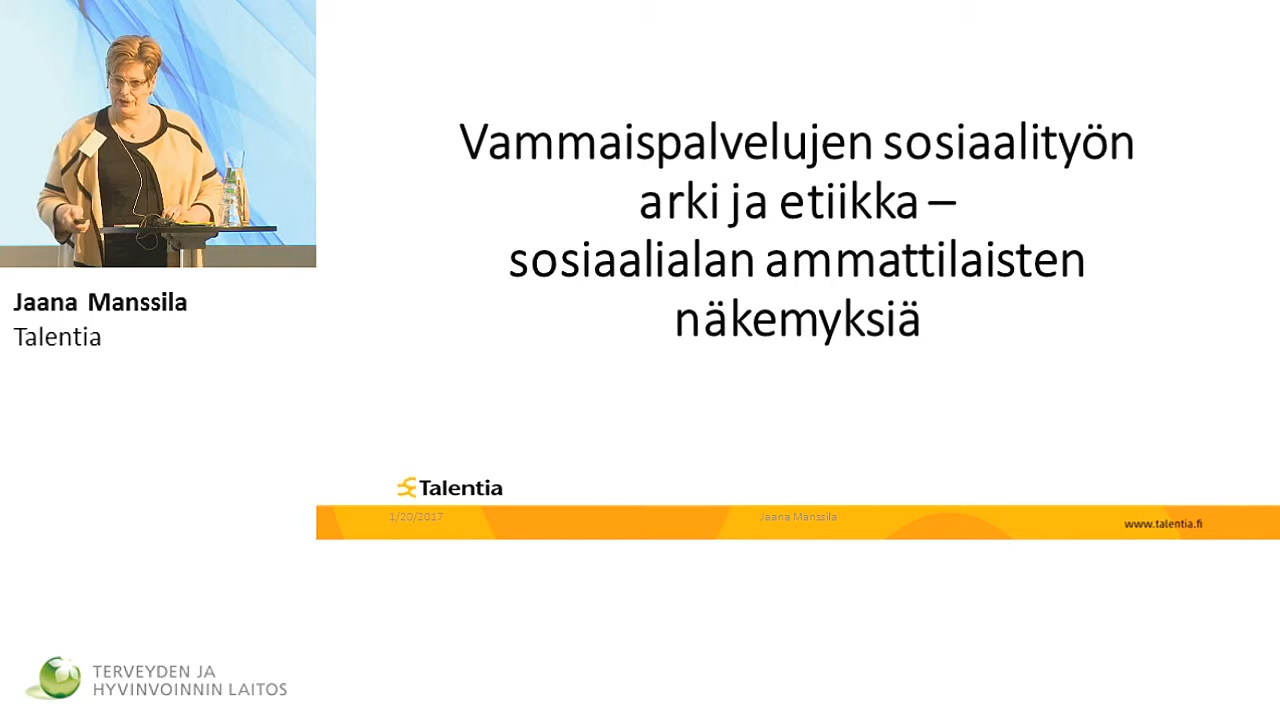 Jaana Manssila
Talentia
Vammaispalvelujen sosiaalityön
arki ja etiikka –
sosiaalialan ammattilaisten
näkemyksiä
Talentia
1/20/2017
Jaana Manssila
www.talentia.fi
TERVEYDEN JA
HYVINVOINNIN LAITOS